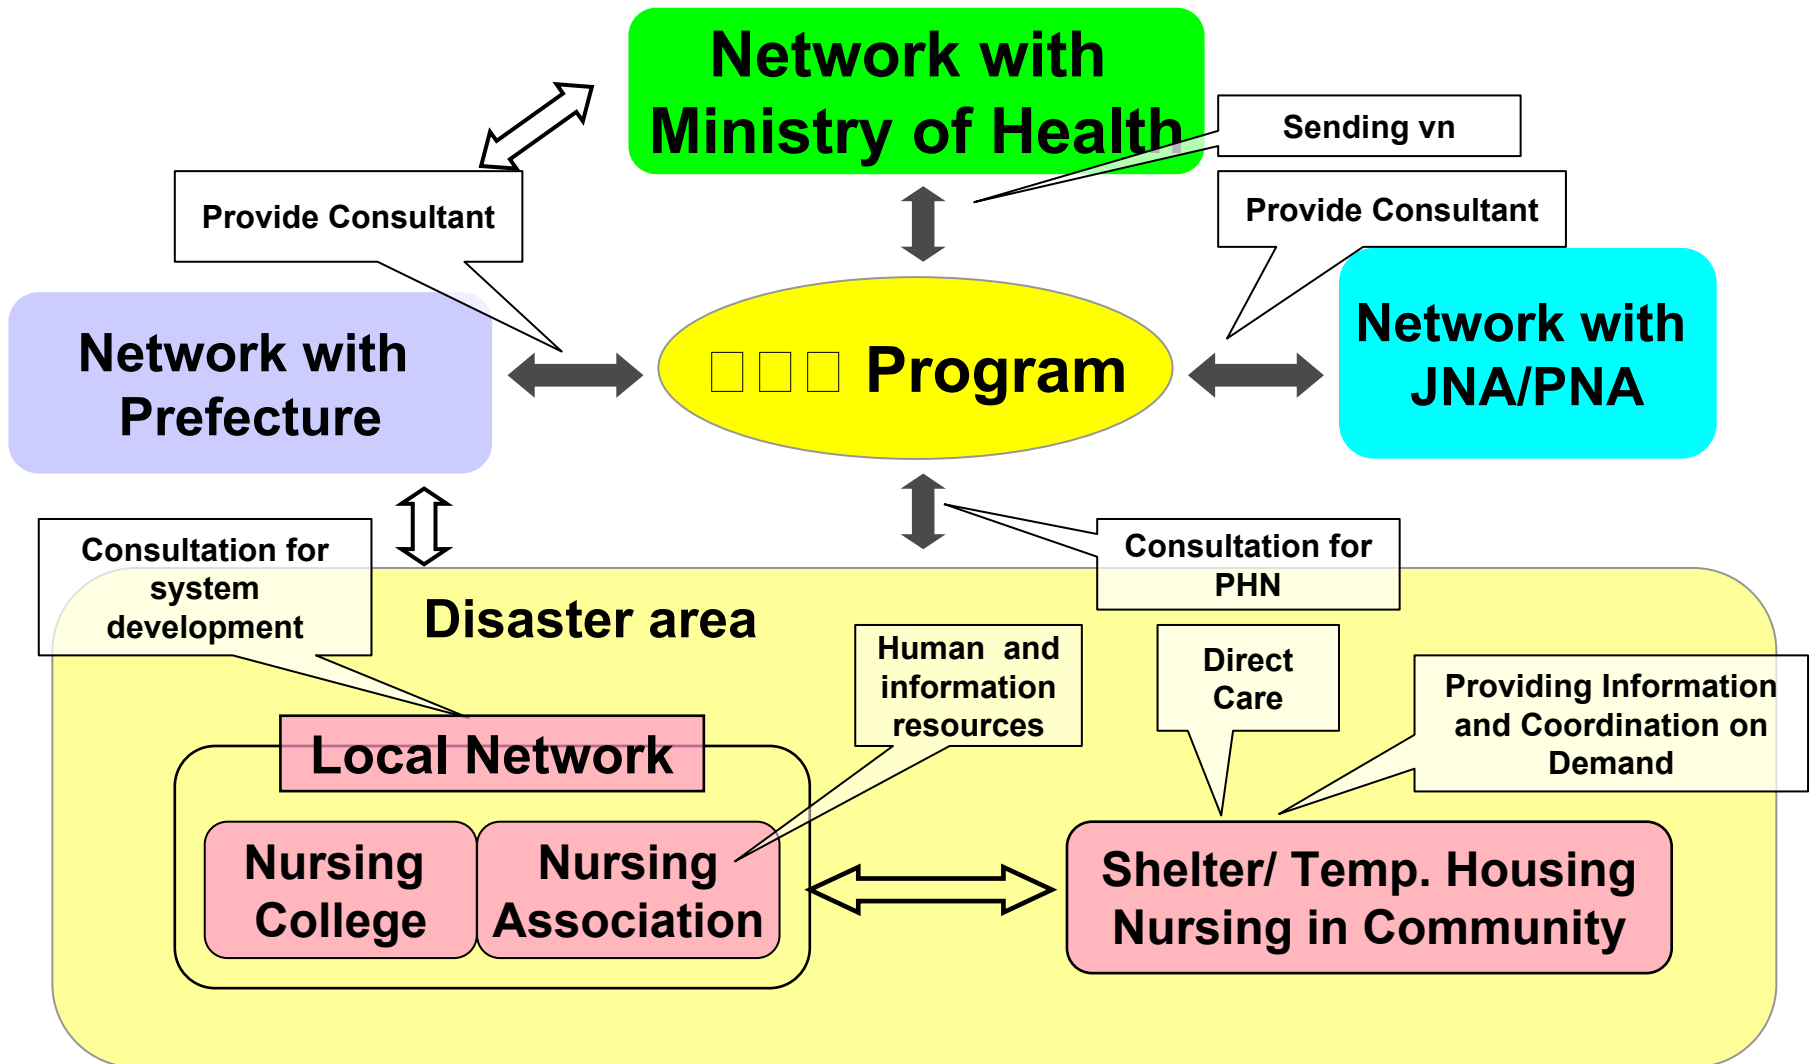 Network with
Ministry of Health
Sending vn
Provide Consultant
Provide Consultant
Network with
Prefecture
Program
Network with
JNA/PNA
Consultation for
system
development
Consultation for
PHN
Disaster area
Human and
information
resources
Direct
Care
Providing Information
and Coordination on
Demand
Local Network
Nursing
College
Nursing
Association
Shelter/ Temp. Housing
Nursing in Community